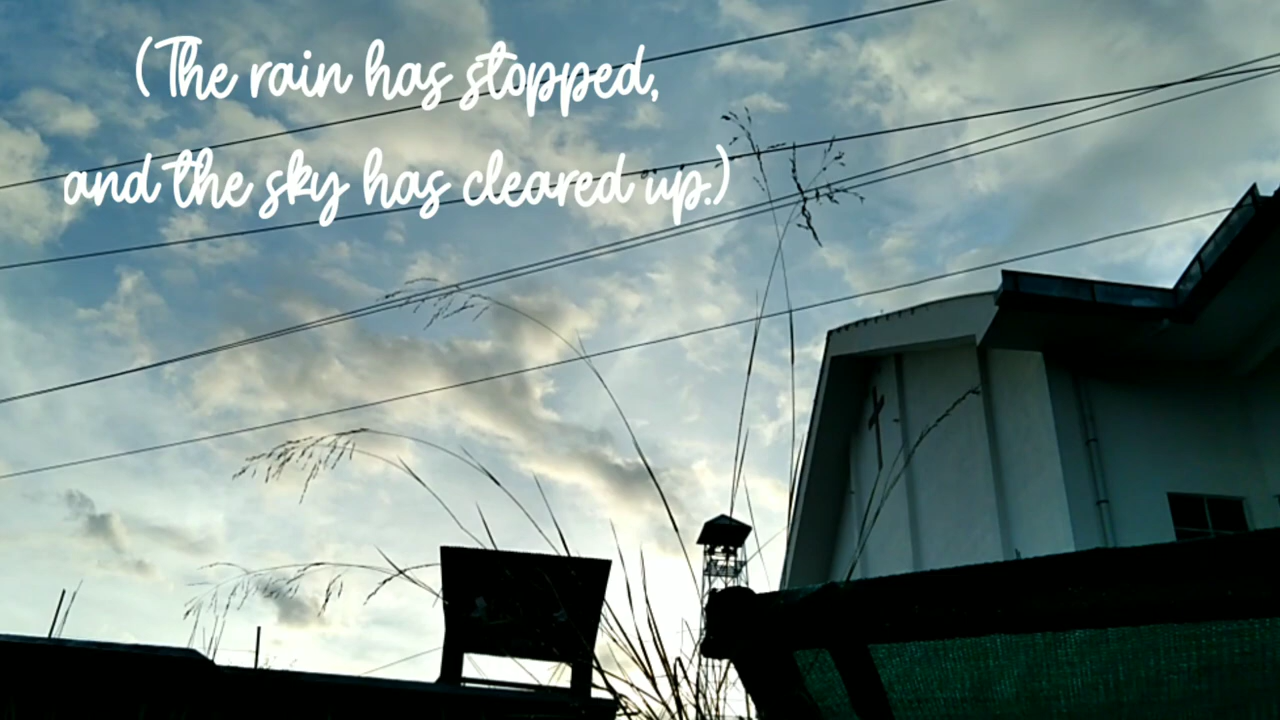 (The rain has stopped,
and the sky has cleared up.)